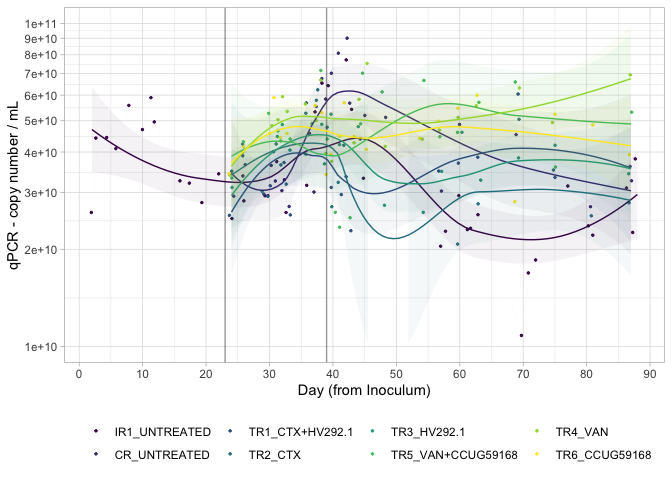 qPCR - copy number / mL
1e+11
9e+10
8e+10
7e+10
6e+10
5e+10
4e+10
3e+10
2e+10
1e+10
0 10 20 30 40 50 60 70 80 90
Day (from Inoculum)
IR1_UNTREATED TR1_CTX+HV292.1 TR3_HV292.1 TR4_VAN
CR_UNTREATED TR2_CTX TR5_VAN+CCUG59168 TR6_CCUG59168